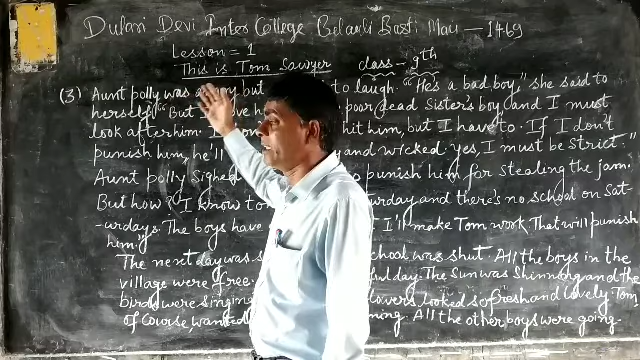 Dulari Devi Inter College Belauli Basti Mau — 1469
Lesson = 1
This is Tom Sawyer class - 9th
(3) Aunt polly was angry but to laugh. "He's a bad boy," she said to
herself. "But poor dead Sister's boy and I must
look after him. I hit him, but I have to. If I don't
punish him, he'll and wicked. yes, I must be strict."
Aunt polly Sighed to punish him for stealing the jam.
But how? I know and there's no school on Sat-
-urdays. The boys have I'll make Tom work. That will punish
him."
The next day was school was shut. All the boys in the
village were free. day. The Sun was Shinning and the
birds were singing looked so fresh and lovely. Tom
of Course, wanted All the other boys were going-